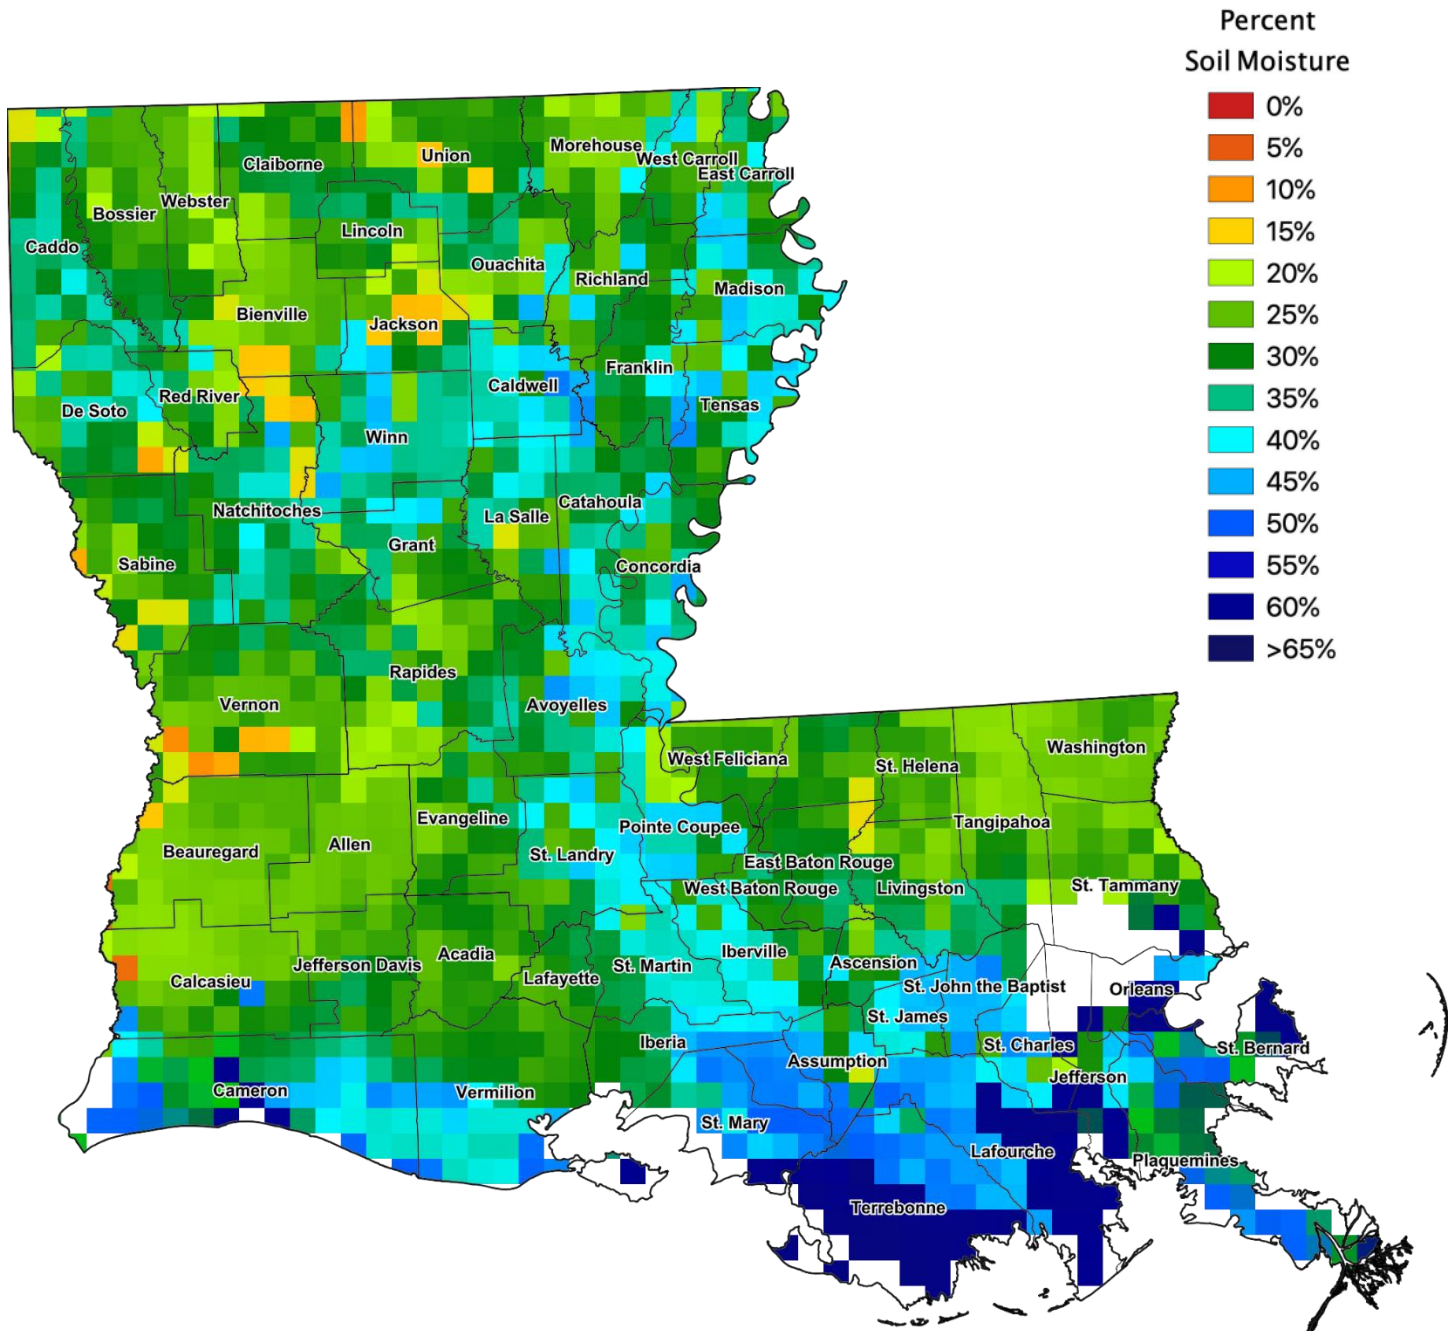 Percent
Soil Moisture
0%
5%
10%
15%
20%
25%
30%
35%
40%
45%
50%
55%
60%
>65%
Claiborne
Union
Morehouse
West Carroll
East Carroll
Webster
Bossier
Lincoln
Caddo
Ouachita
Richland
Madison
Bienville
Jackson
Franklin
Caldwell
Red River
De Soto
Tensas
Winn
Catahoula
Natchitoches
La Salle
Grant
Sabine
Concordia
Rapides
Vernon
Avoyelles
Washington
West Feliciana
St. Helena
Evangeline
Pointe Coupee
Tangipahoa
Allen
Beauregard
St. Landry
East Baton Rouge
West Baton Rouge
Livingston
St. Tammany
Acadia
Iberville
Jefferson Davis
St. Martin
Ascension
Lafayette
Calcasieu
St. John the Baptist
Orleans
St. James
Iberia
St. Charles
St. Bernard
Assumption
Jefferson
Cameron
Vermilion
St. Mary
Lafourche
Plaquemines
Terrebonne